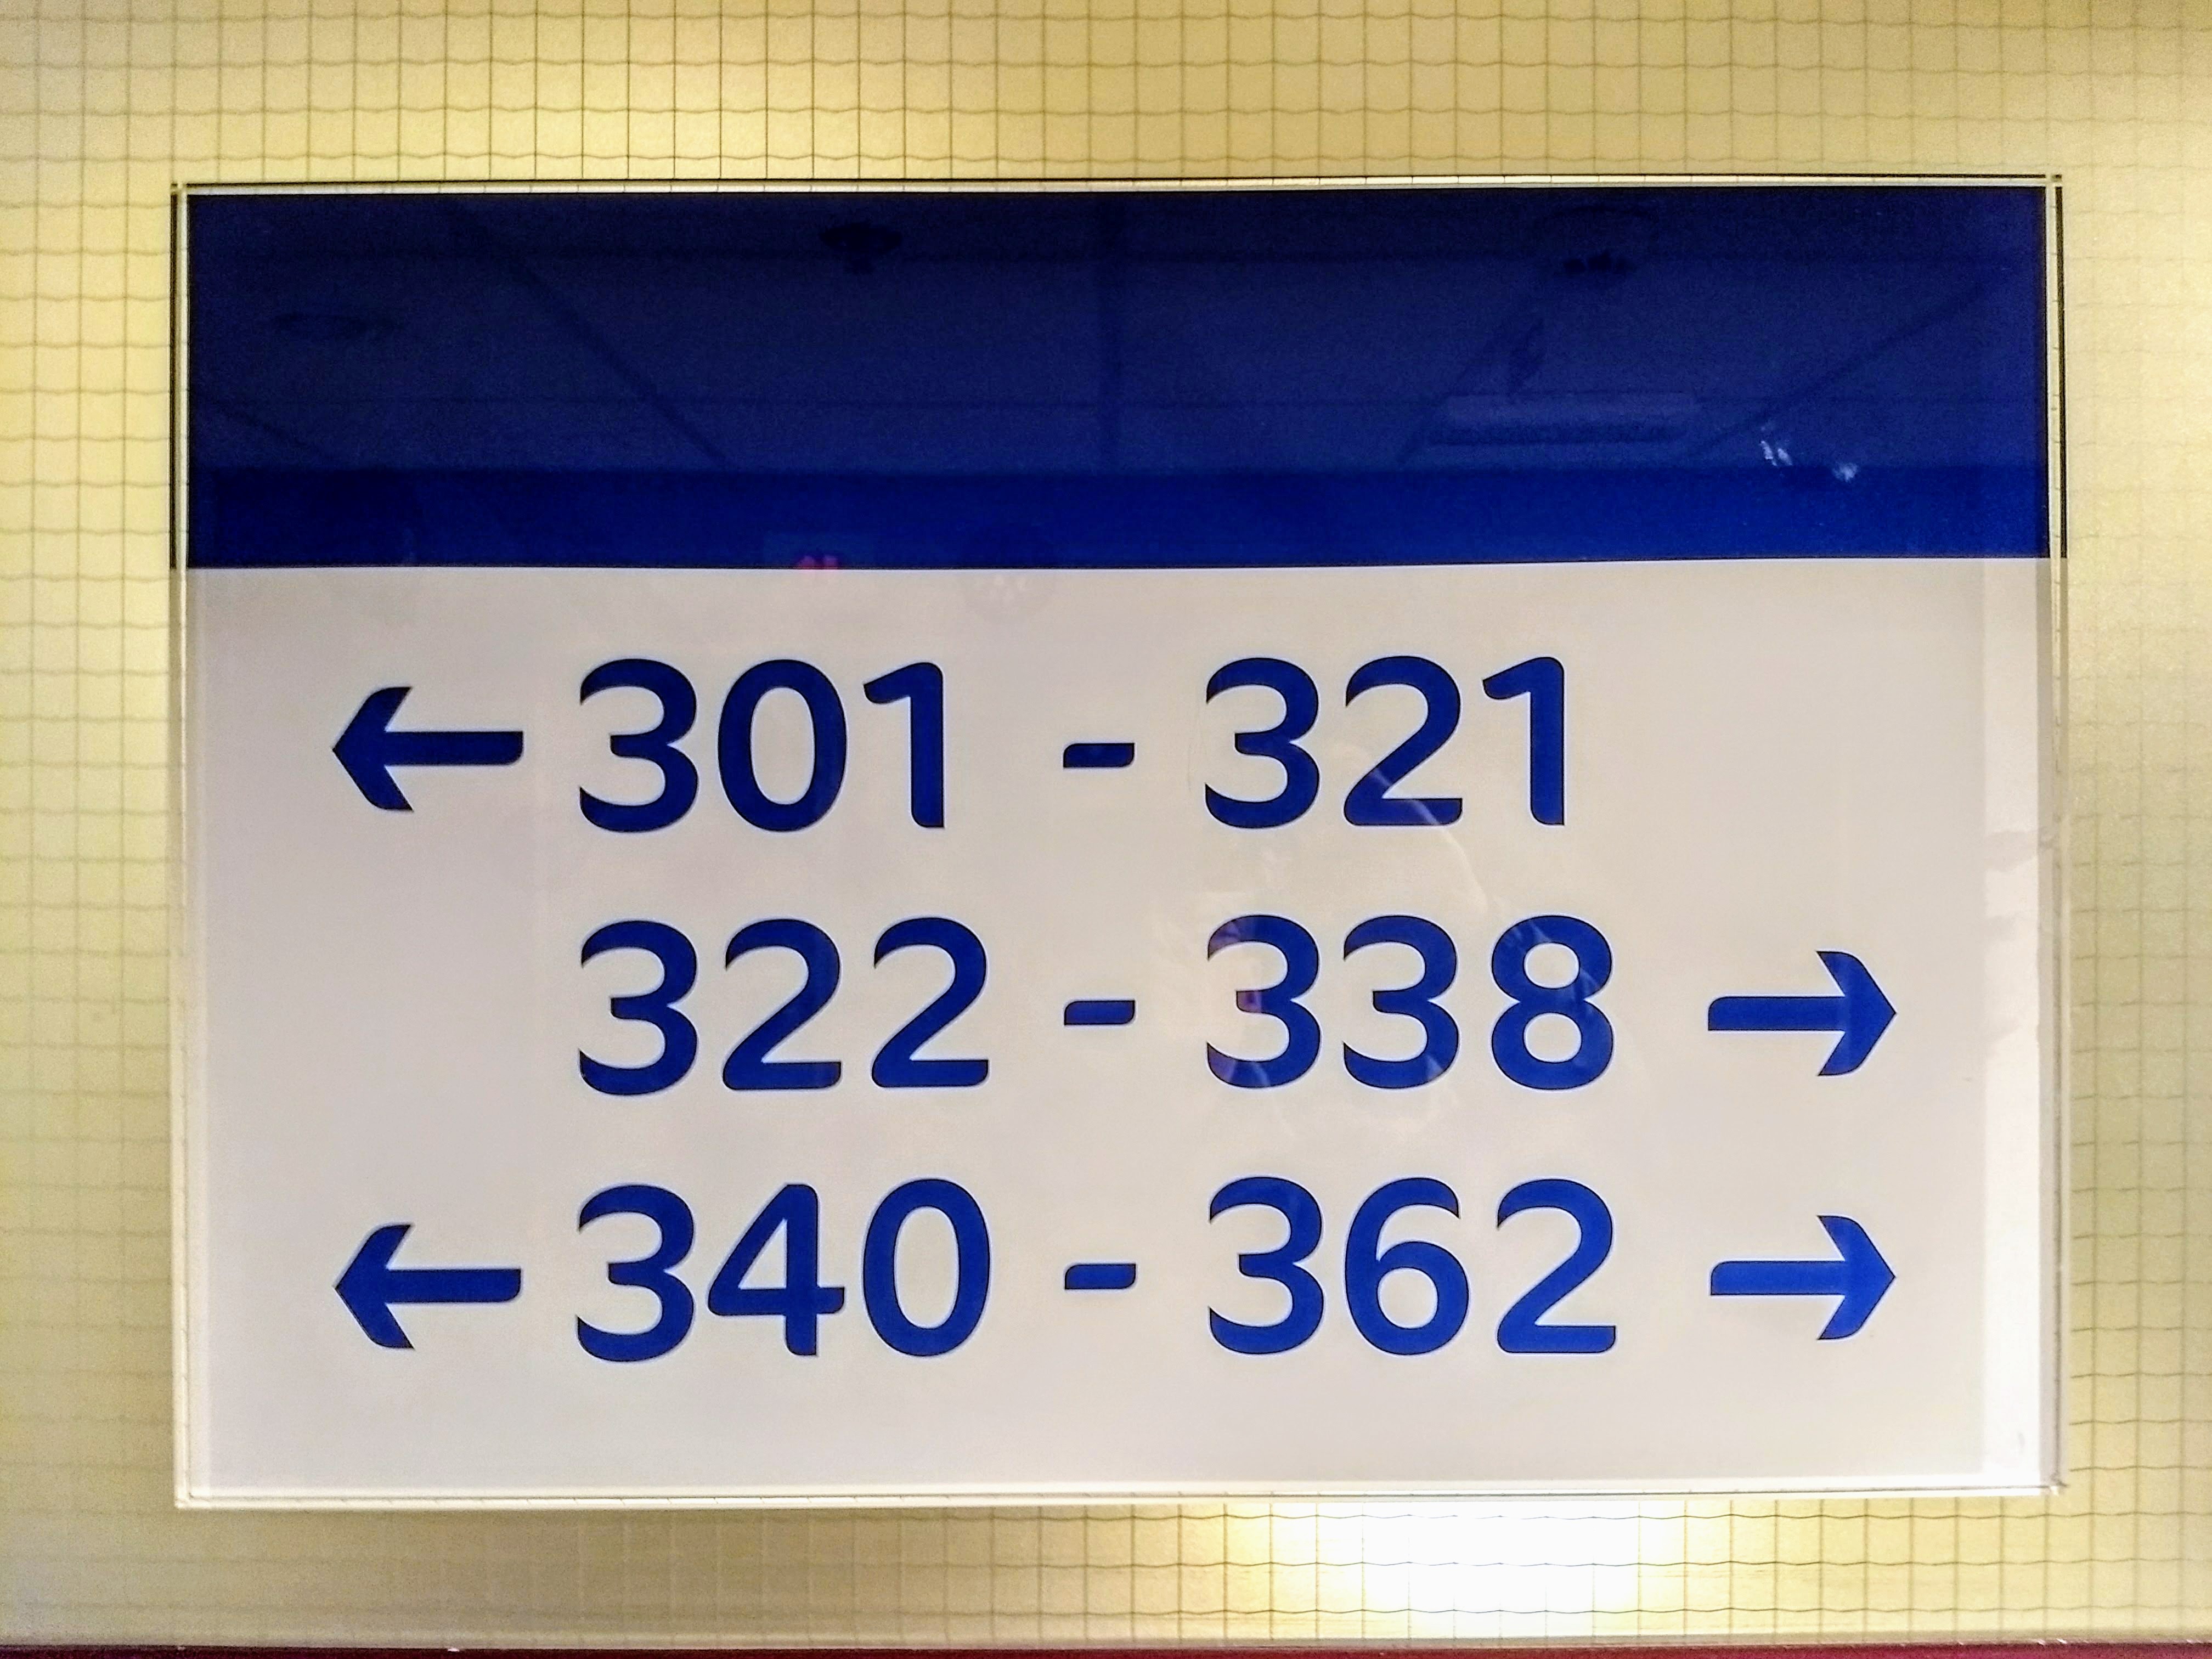 ← 301 - 321
322 - 338 →
← 340 - 362 →